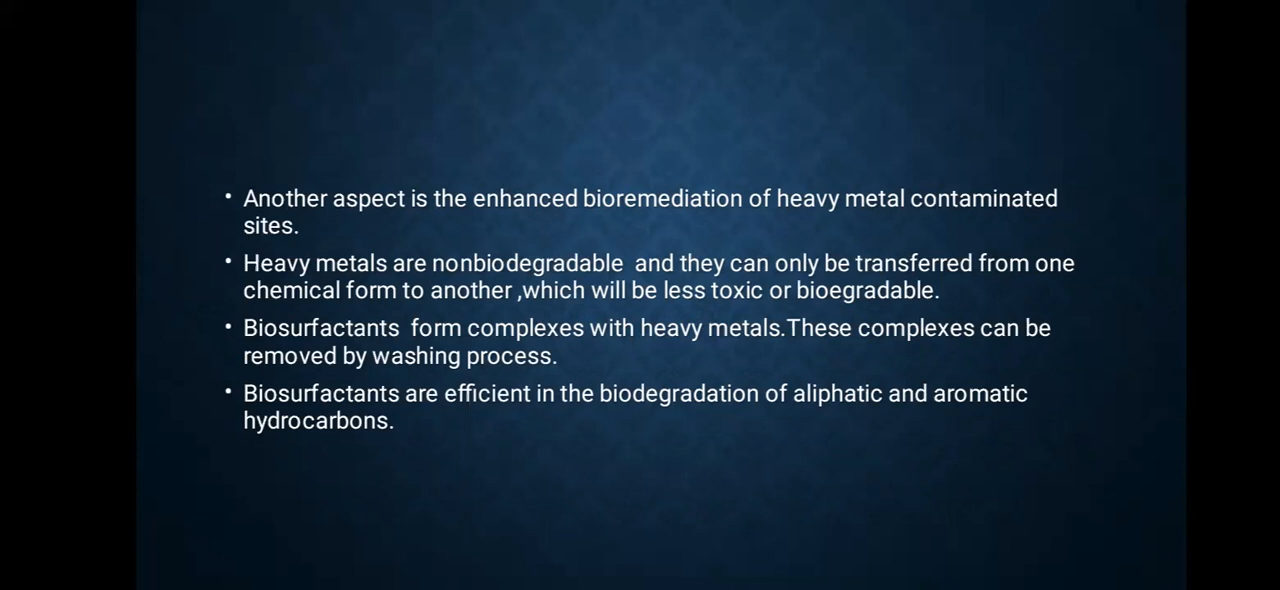 • Another aspect is the enhanced bioremediation of heavy metal contaminated
sites.
• Heavy metals are nonbiodegradable  and they can only be transferred from one
chemical form to another ,which will be less toxic or bioegradable.
• Biosurfactants  form complexes with heavy metals.These complexes can be
removed by washing process.
• Biosurfactants are efficient in the biodegradation of aliphatic and aromatic
hydrocarbons.